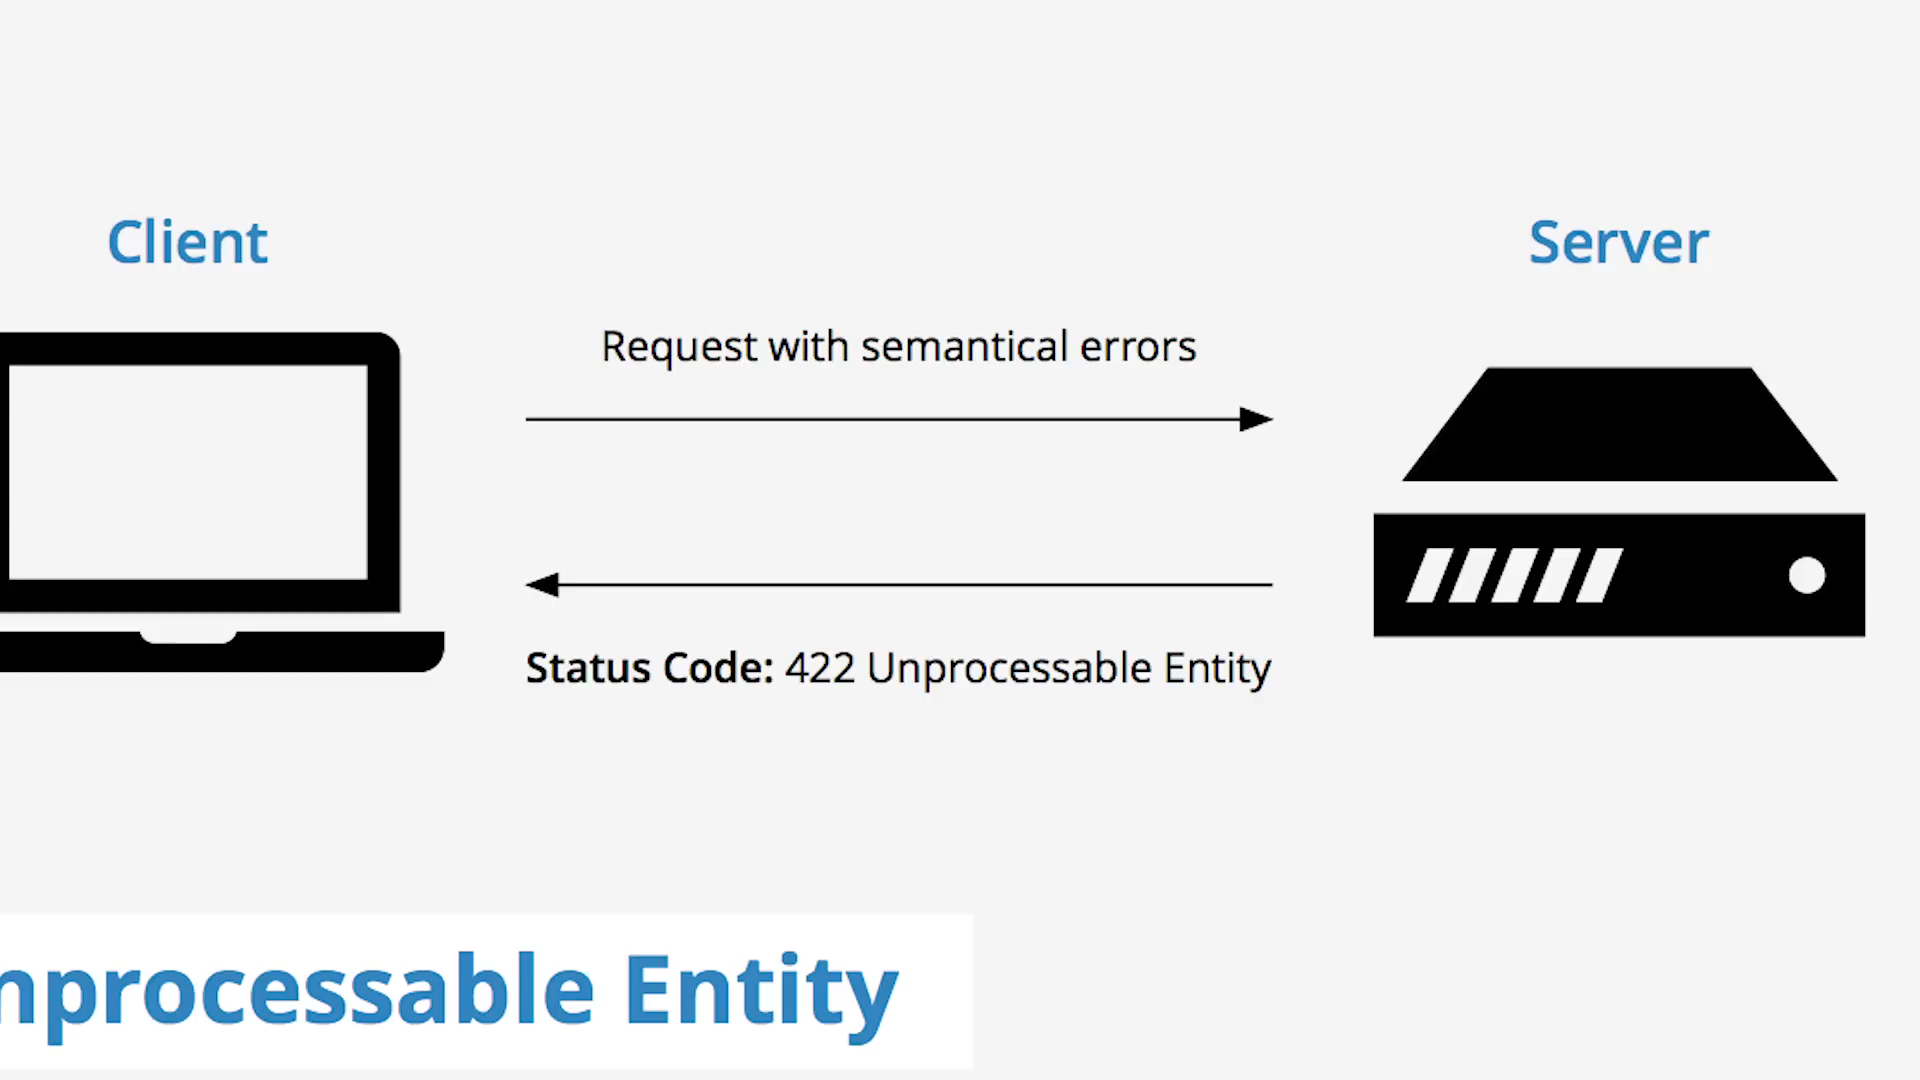 Client
Server
Request with semantical errors
Status Code: 422 Unprocessable Entity
nprocessable Entity